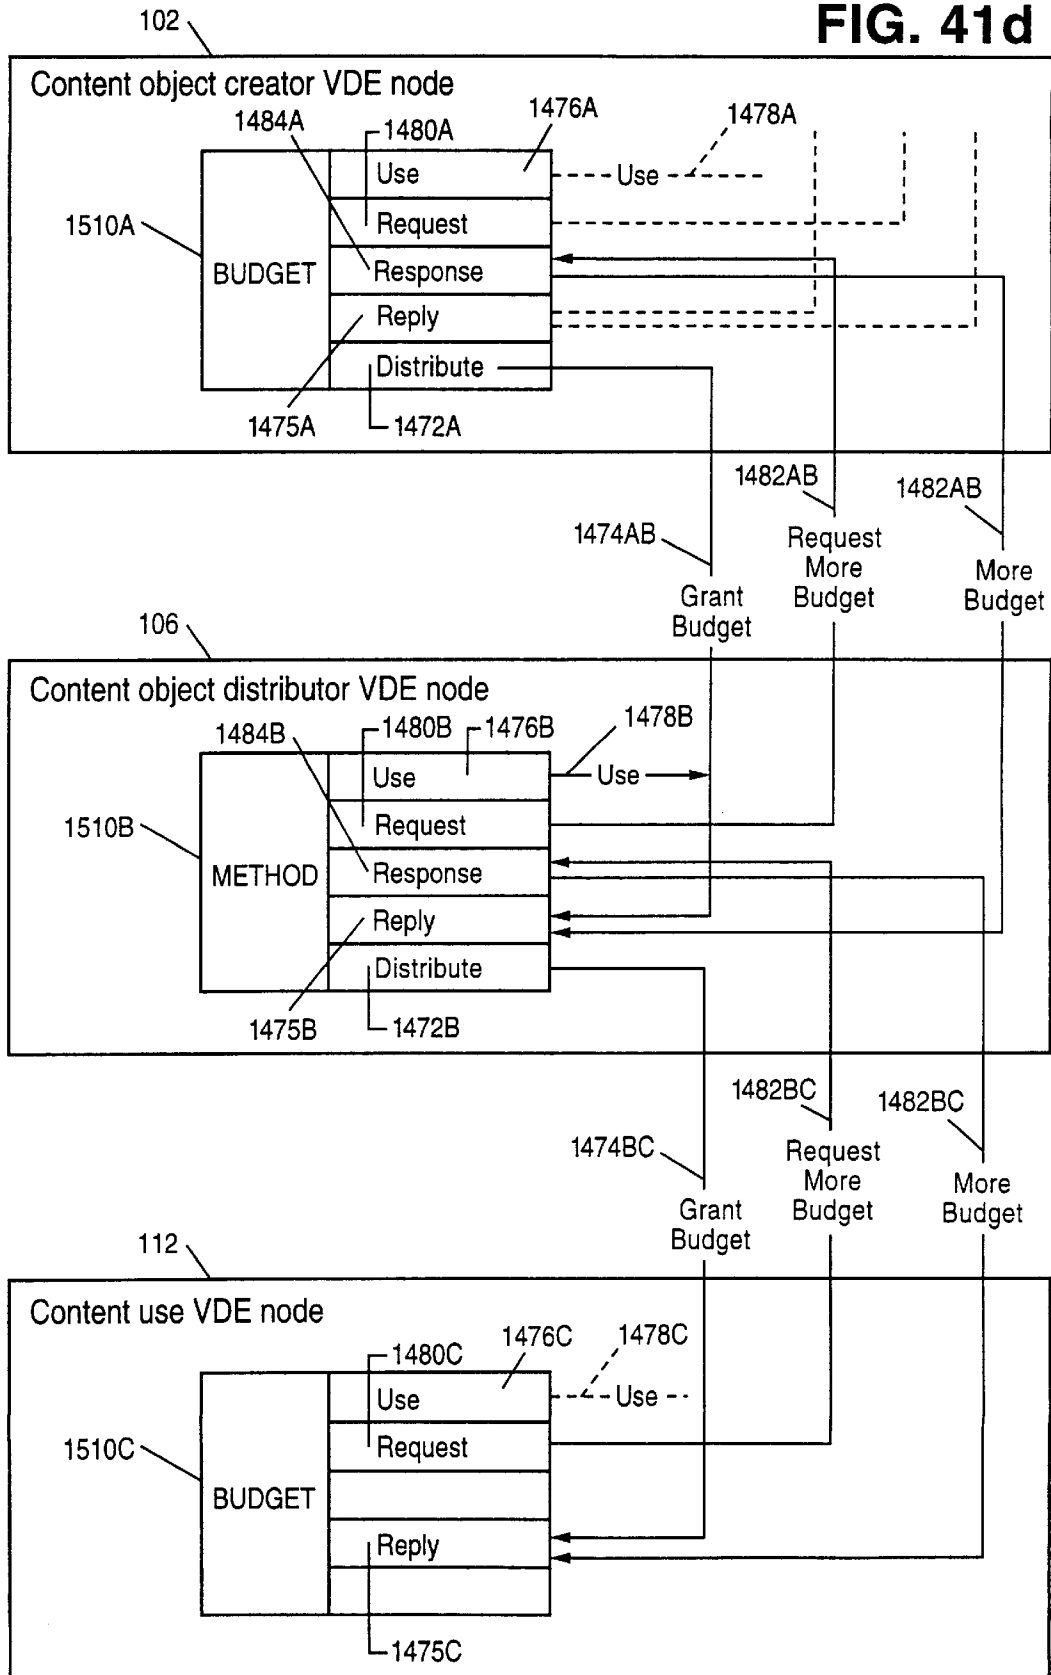 FIG. 41d
102
Content object creator VDE node
1484A
1480A
1476A
1478A
1510A
BUDGET
Use
Use
Request
Response
Reply
Distribute
1475A
1472A
1482AB
1482AB
1474AB
Request
More
Budget
More
Budget
Grant
Budget
106
Content object distributor VDE node
1484B
1480B
1476B
1478B
1510B
METHOD
Use
Use
Request
Response
Reply
Distribute
1475B
1472B
1482BC
1482BC
1474BC
Request
More
Budget
More
Budget
Grant
Budget
112
Content use VDE node
1480C
1476C
1478C
1510C
BUDGET
Use
Use
Request
Reply
1475C